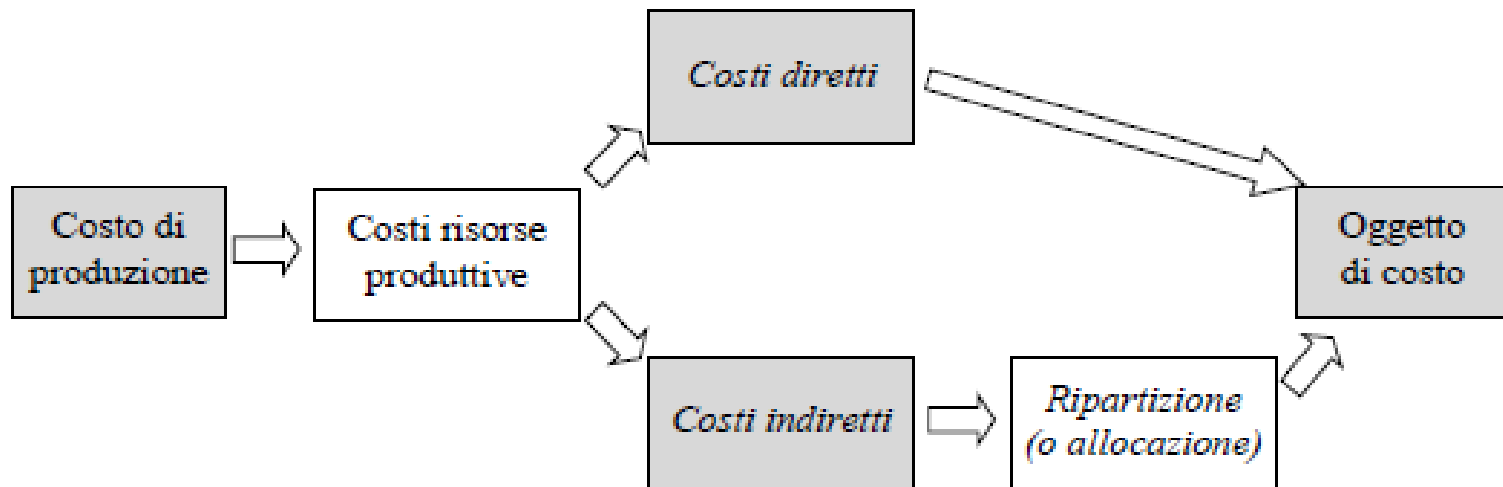 Costi diretti
Costo di
produzione
Costi risorse
produttive
Oggetto
di costo
Costi indiretti
Ripartizione
(o allocazione)